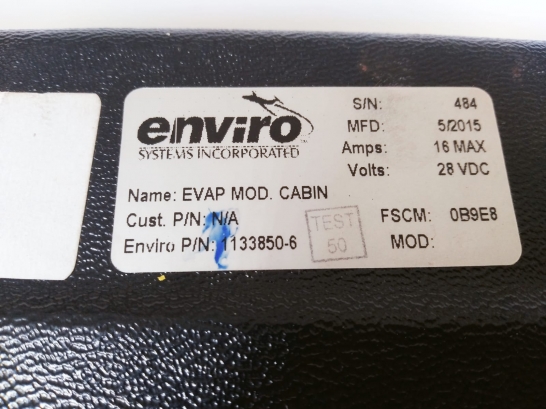 enviro
SYSTEMS INCORPORATED
S/N: 484
MFD: 5/2015
Amps: 16 MAX
Volts: 28 VDC
Name: EVAP MOD. CABIN
Cust. P/N: N/A
Enviro P/N: 1133850-6
TEST
50
FSCM: 0B9E8
MOD: